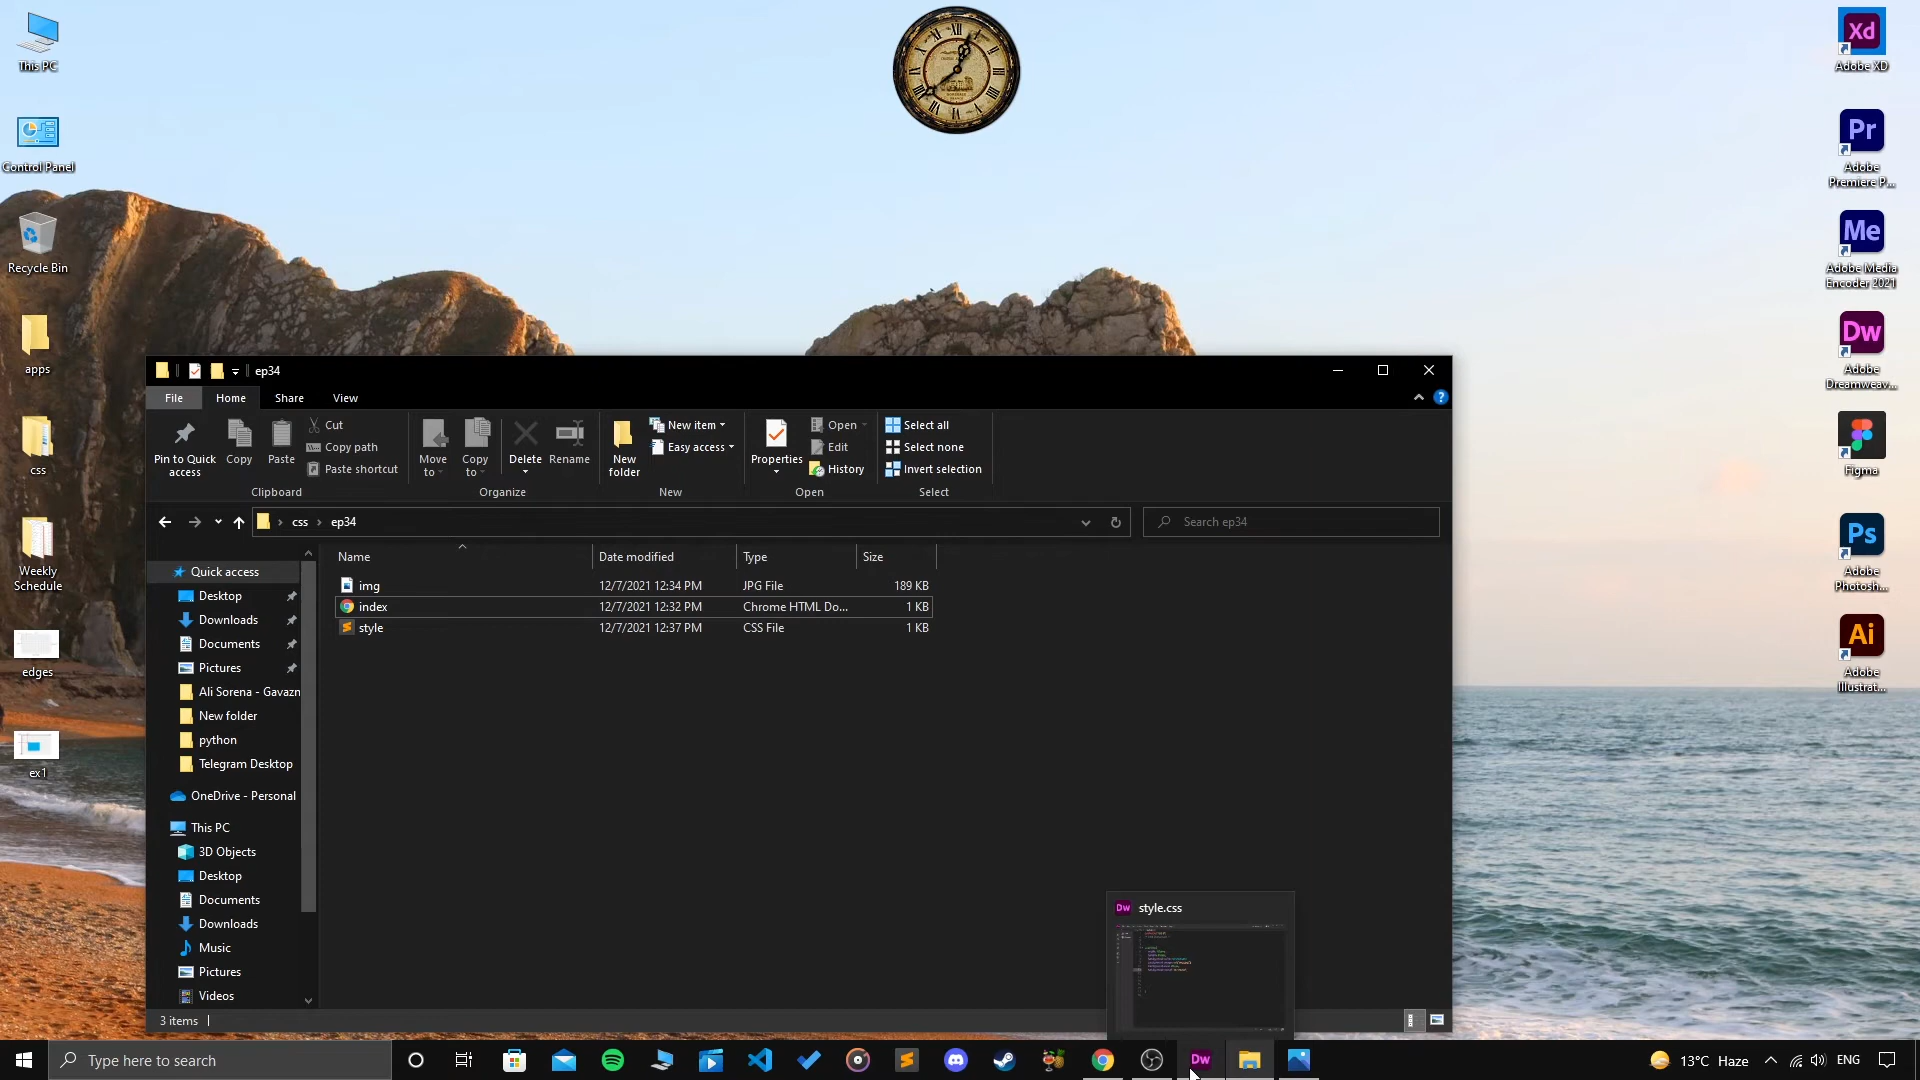 This PC
Control Panel
Recycle Bin
apps
css
Weekly
Schedule
edges
ex1
Xd
Adobe XD
Pr
Adobe
Premiere P...
Me
Adobe Media
Encoder 2021
Dw
Adobe
Dreamweav...
Figma
Ps
Adobe
Photosh...
Ai
Adobe
Illustrat...
ep34
File Home Share View
Pin to Quick
access
Copy
Paste
Cut
Copy path
Paste shortcut
Clipboard
Move
to
Copy
to
Delete
Rename
Organize
New
folder
New item
Easy access
New
Properties
Open
Edit
History
Open
Select all
Select none
Invert selection
Select
css > ep34
Search ep34
Name Date modified Type Size
img 12/7/2021 12:34 PM JPG File 189 KB
index 12/7/2021 12:32 PM Chrome HTML Do... 1 KB
style 12/7/2021 12:37 PM CSS File 1 KB
Quick access
Desktop
Downloads
Documents
Pictures
Ali Sorena - Gavazn
New folder
python
Telegram Desktop
OneDrive - Personal
This PC
3D Objects
Desktop
Documents
Downloads
Music
Pictures
Videos
3 items
Dw style.css
Type here to search
Dw
13°C Haze
ENG